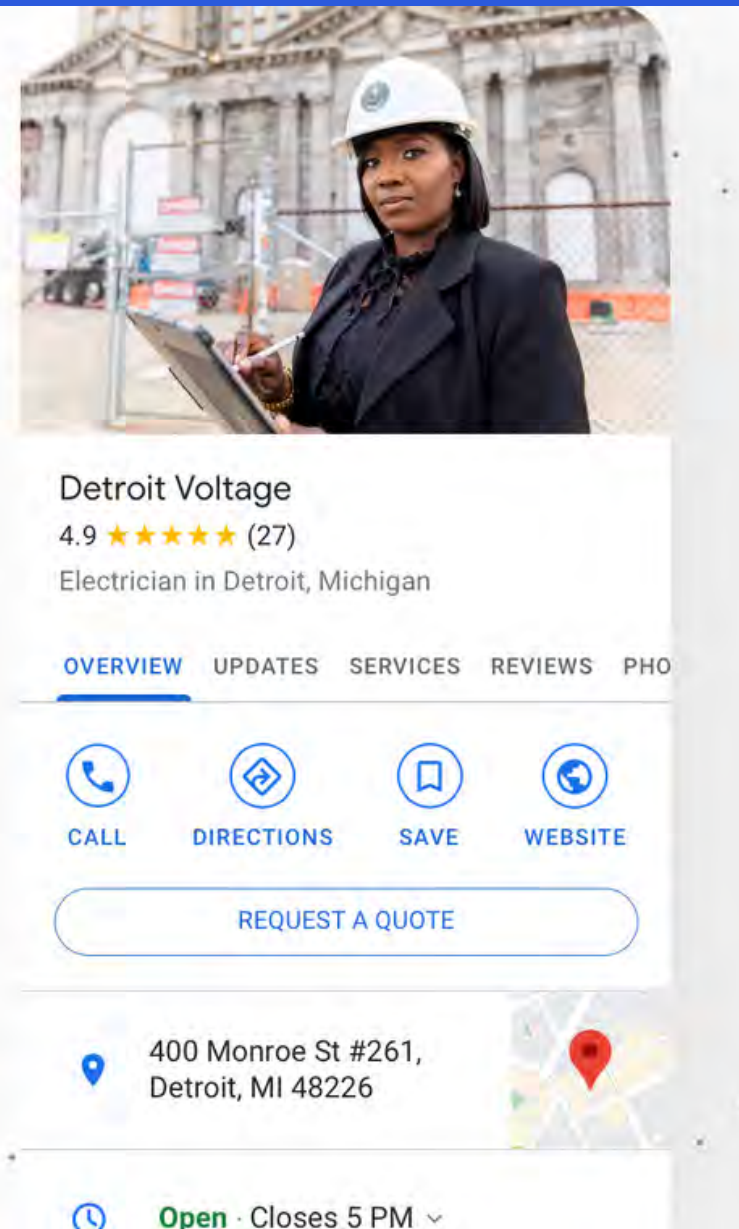 Detroit Voltage
4.9 ★★★★★ (27)
Electrician in Detroit, Michigan
OVERVIEW UPDATES SERVICES REVIEWS PHO
CALL DIRECTIONS SAVE WEBSITE
REQUEST A QUOTE
400 Monroe St #261,
Detroit, MI 48226
Open · Closes 5 PM